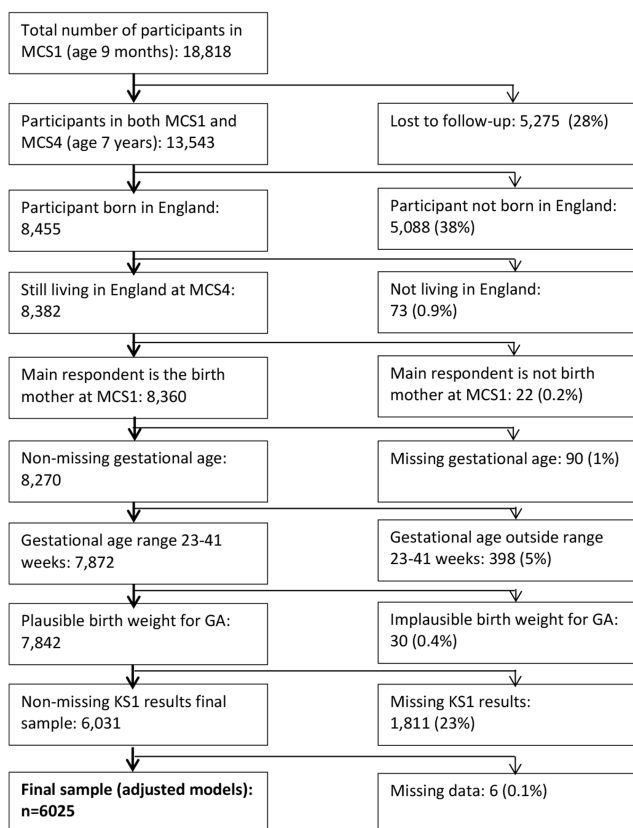 Total number of participants in
MCS1 (age 9 months): 18,818
Participants in both MCS1 and
MCS4 (age 7 years): 13,543
Lost to follow-up: 5,275 (28%)
Participant born in England:
8,455
Participant not born in England:
5,088 (38%)
Still living in England at MCS4:
8,382
Not living in England:
73 (0.9%)
Main respondent is the birth
mother at MCS1: 8,360
Main respondent is not birth
mother at MCS1: 22 (0.2%)
Non-missing gestational age:
8,270
Missing gestational age: 90 (1%)
Gestational age range 23-41
weeks: 7,872
Gestational age outside range
23-41 weeks: 398 (5%)
Plausible birth weight for GA:
7,842
Implausible birth weight for GA:
30 (0.4%)
Non-missing KS1 results final
sample: 6,031
Missing KS1 results:
1,811 (23%)
Final sample (adjusted models):
n=6025
Missing data: 6 (0.1%)